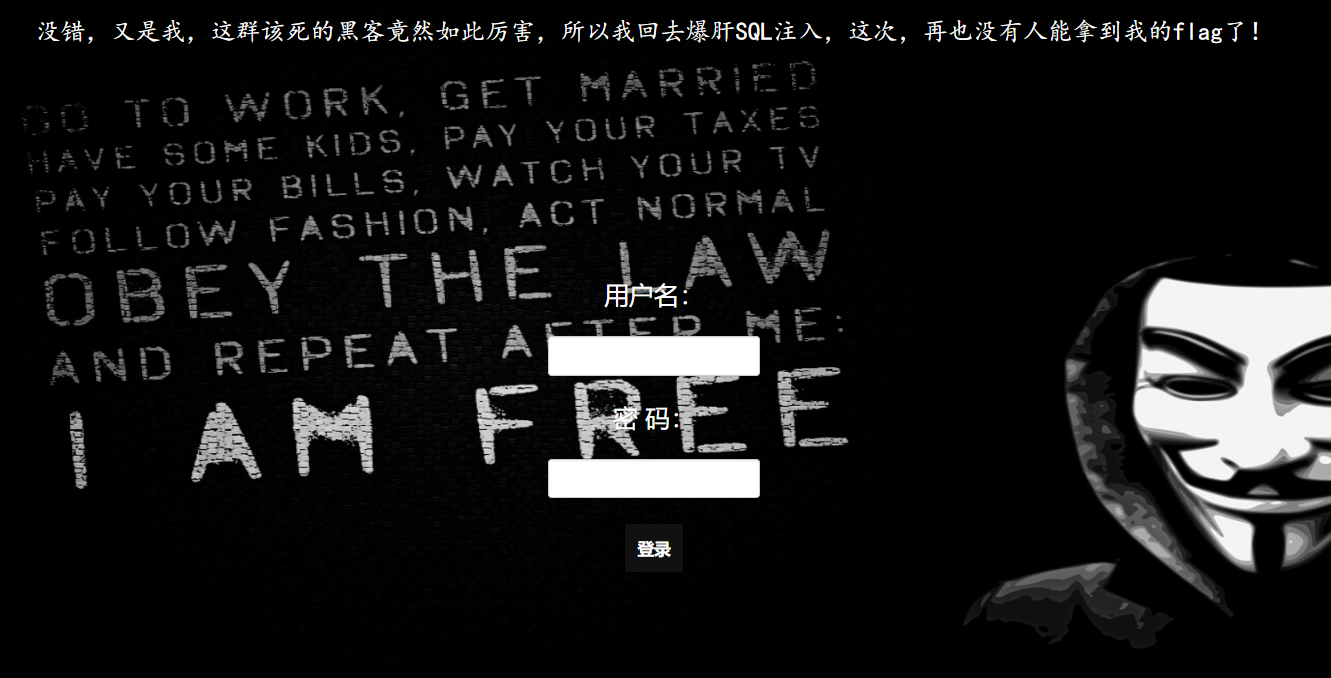 没错，又是我，这群该死的黑客竟然如此厉害，所以我回去爆肝SQL注入，这次，再也没有人能拿到我的flag了！
GO TO WORK, GET MARRIED
HAVE SOME KIDS, PAY YOUR TAXES
PAY YOUR BILLS, WATCH YOUR TV
FOLLOW FASHION, ACT NORMAL
OBEY THE LAW
AND REPEAT AFTER ME:
I AM FREE
用户名：
密 码：
登录